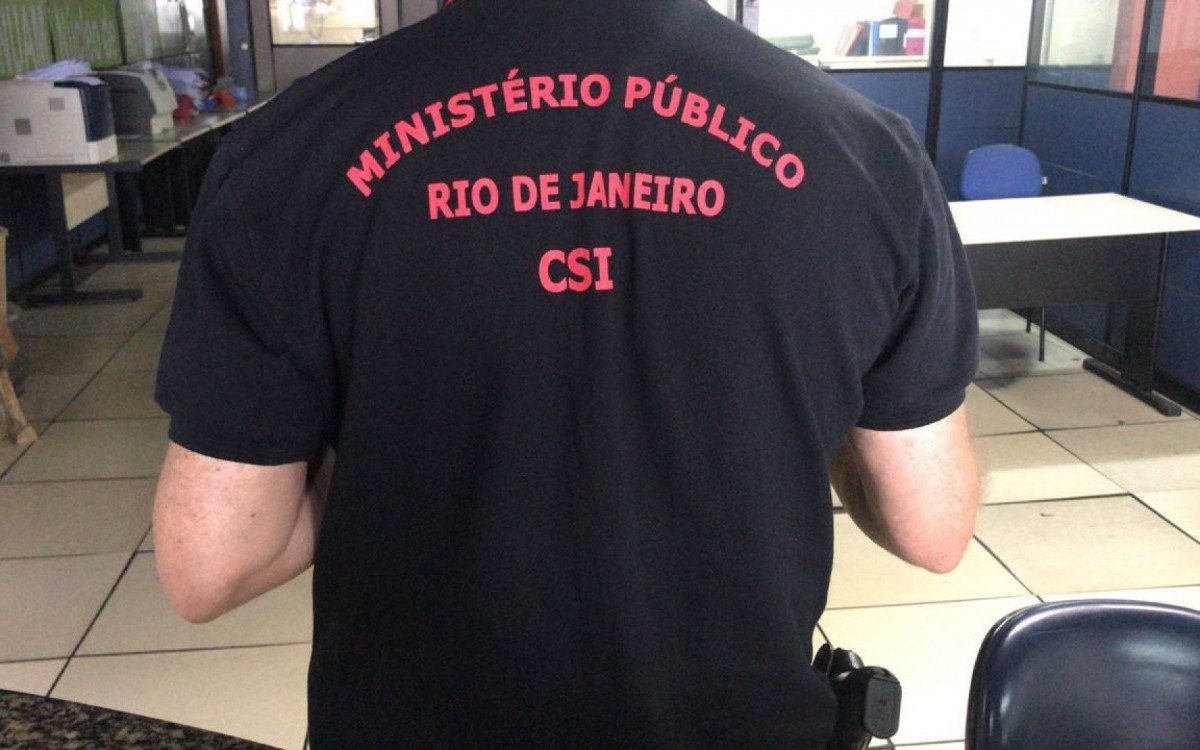 MINISTÉRIO PÚBLICO
RIO DE JANEIRO
CSI